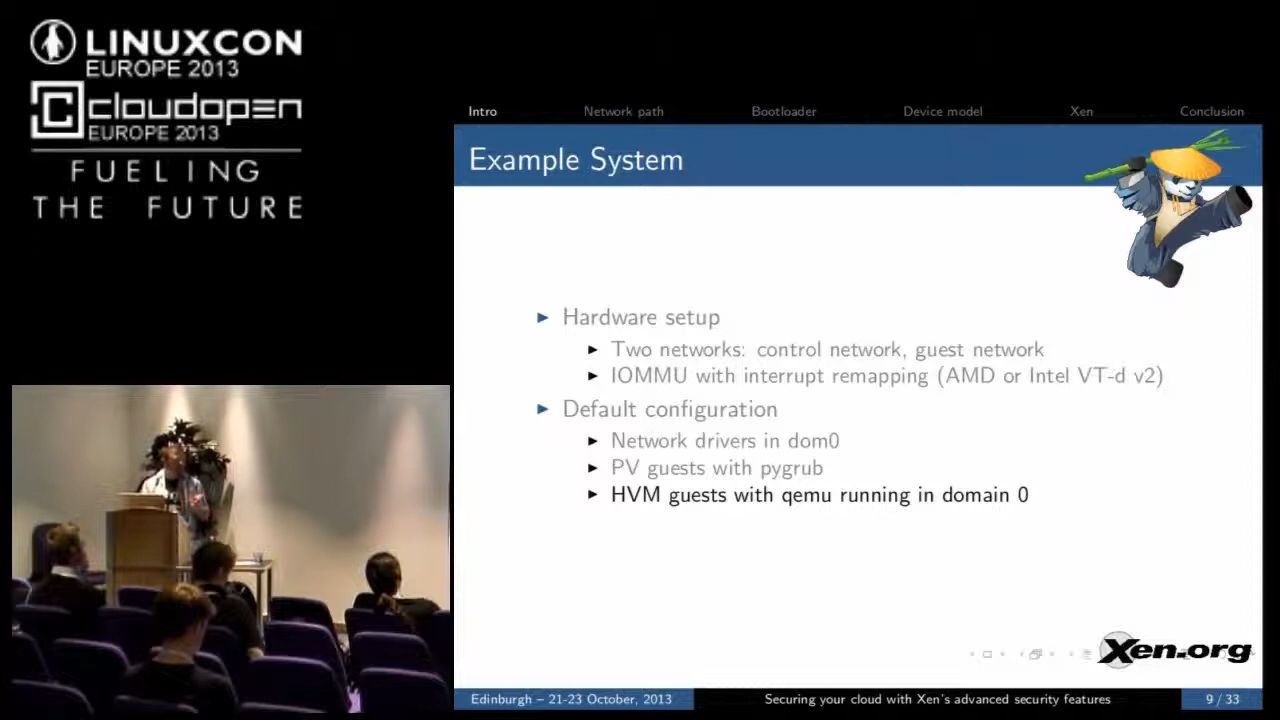 LINUXCON
EUROPE 2013
cloudopen
EUROPE 2013
FUELING
THE FUTURE
Intro Network path Bootloader Device model Xen Conclusion
Example System
Hardware setup
Two networks: control network, guest network
IOMMU with interrupt remapping (AMD or Intel VT-d v2)
Default configuration
Network drivers in dom0
PV guests with pygrub
HVM guests with qemu running in domain 0
Xen.org
Edinburgh – 21-23 October, 2013 Securing your cloud with Xen's advanced security features 9 / 33